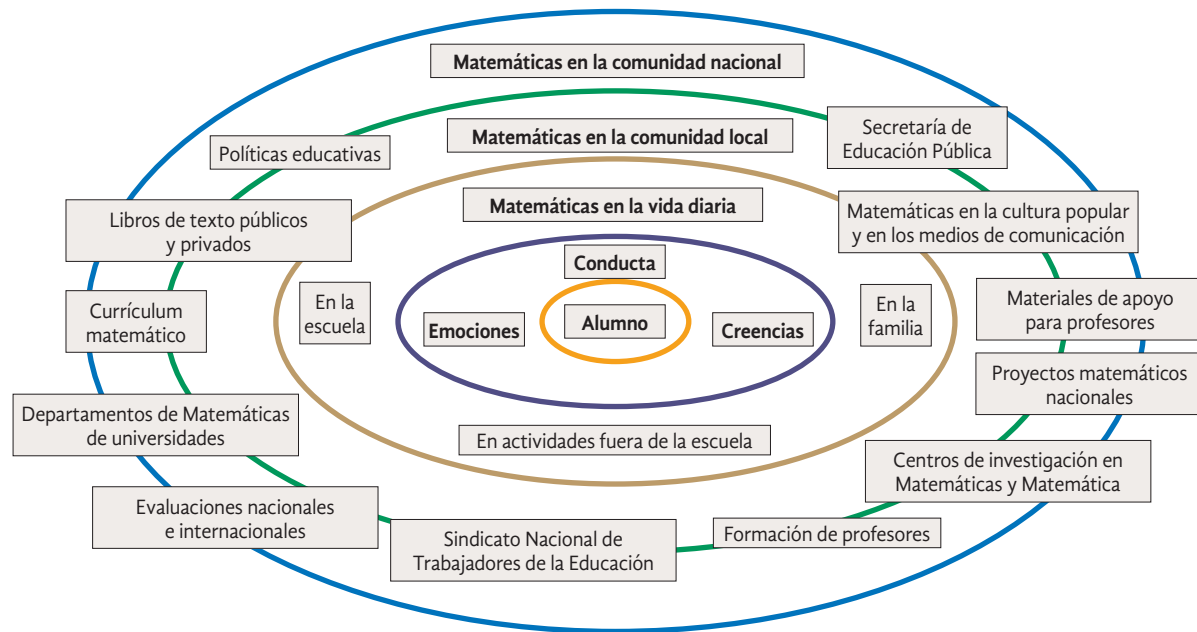 Matemáticas en la comunidad nacional
Matemáticas en la comunidad local
Secretaría de
Educación Pública
Políticas educativas
Matemáticas en la vida diaria
Libros de texto públicos
y privados
Matemáticas en la cultura popular
y en los medios de comunicación
Conducta
En la
escuela
Emociones
Alumno
Creencias
En la
familia
Currículum
matemático
Materiales de apoyo
para profesores
Proyectos matemáticos
nacionales
Departamentos de Matemáticas
de universidades
En actividades fuera de la escuela
Centros de investigación en
Matemáticas y Matemática
Evaluaciones nacionales
e internacionales
Sindicato Nacional de
Trabajadores de la Educación
Formación de profesores